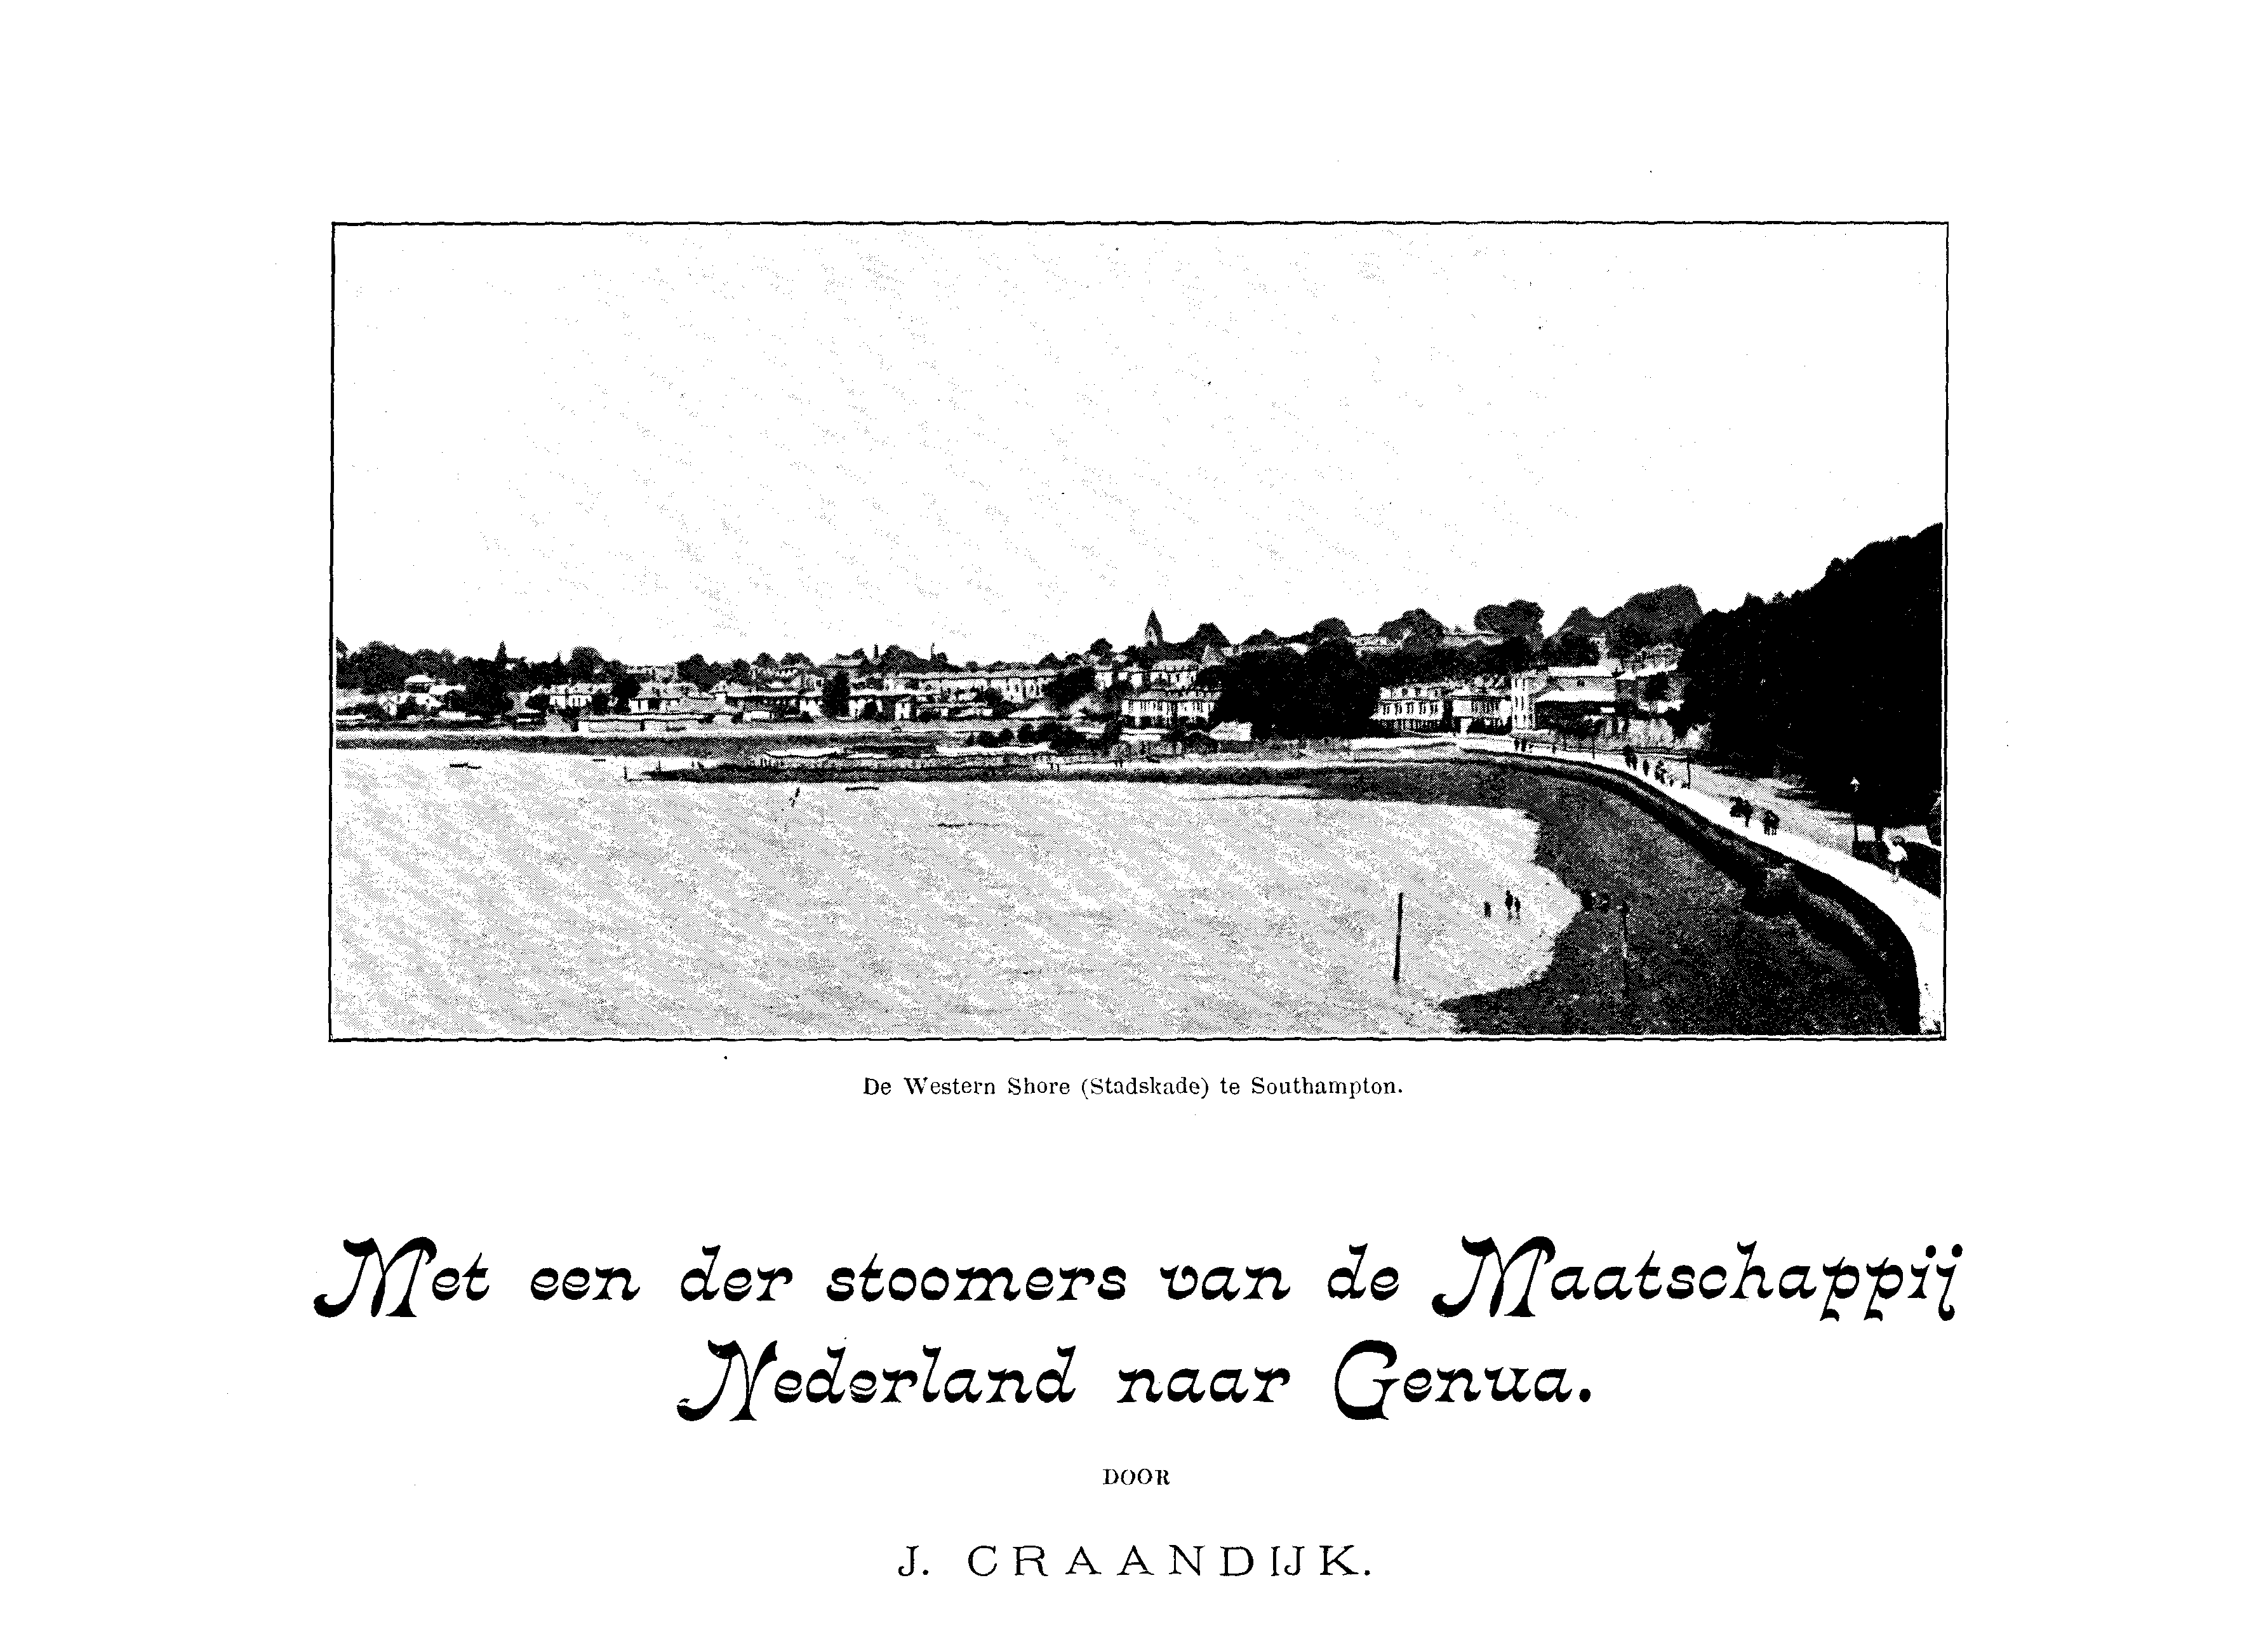 De Western Shore (Stadskade) te Southampton.
Met een der stoomers van de Maatschappij
Nederland naar Genua.
DOOR
J. CRAANDIJK.